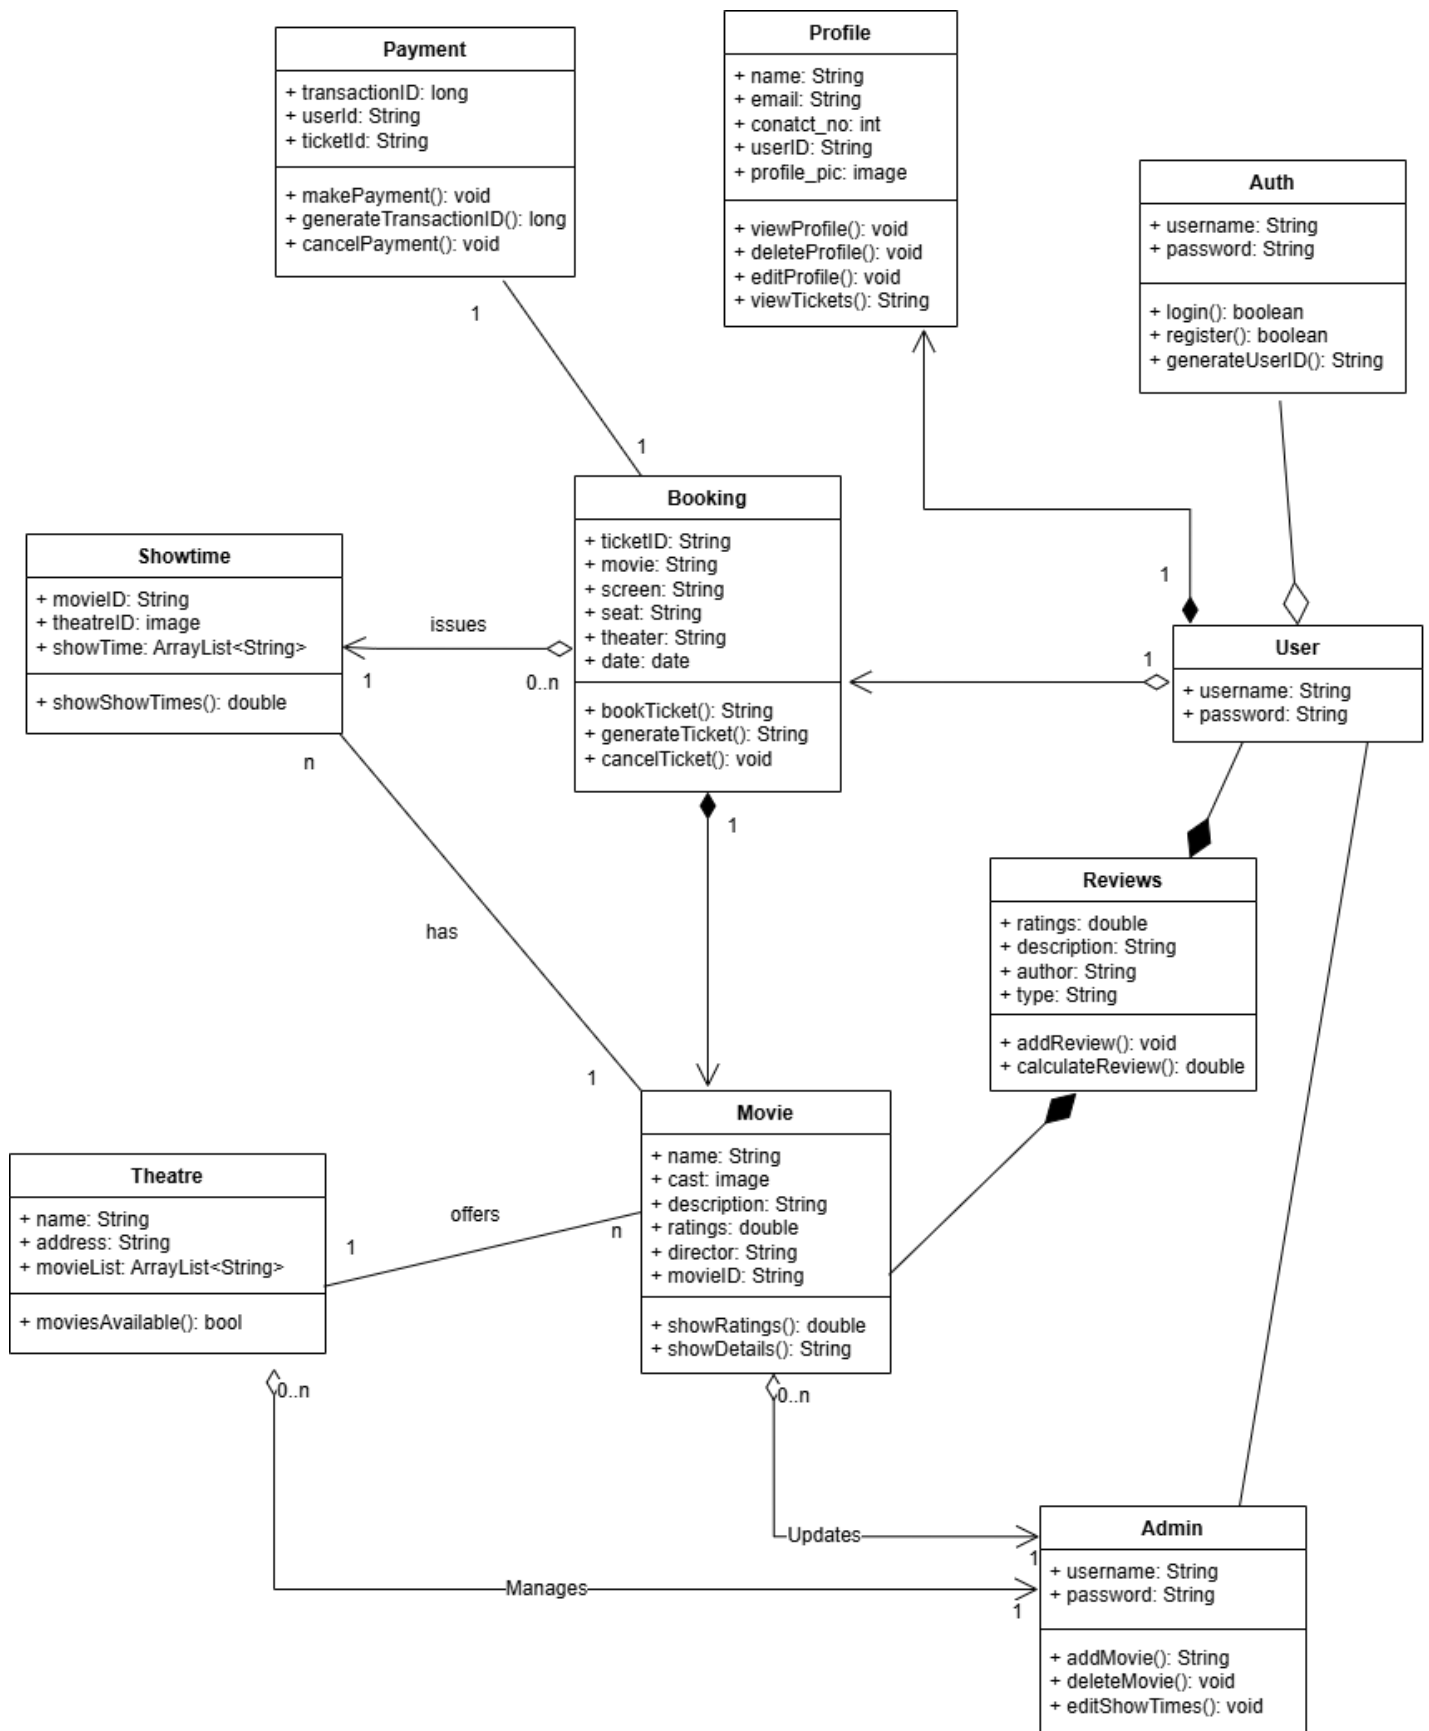 Payment
+ transactionID: long
+ userId: String
+ ticketId: String
+ makePayment(): void
+ generateTransactionID(): long
+ cancelPayment(): void
1
1
Profile
+ name: String
+ email: String
+ conatct_no: int
+ userID: String
+ profile_pic: image
+ viewProfile(): void
+ deleteProfile(): void
+ editProfile(): void
+ viewTickets(): String
Auth
+ username: String
+ password: String
+ login(): boolean
+ register(): boolean
+ generateUserID(): String
Showtime
+ movieID: String
+ theatreID: image
+ showTime: ArrayList<String>
+ showShowTimes(): double
issues
1
0..n
Booking
+ ticketID: String
+ movie: String
+ screen: String
+ seat: String
+ theater: String
+ date: date
+ bookTicket(): String
+ generateTicket(): String
+ cancelTicket(): void
1
1
1
User
+ username: String
+ password: String
n
has
1
Reviews
+ ratings: double
+ description: String
+ author: String
+ type: String
+ addReview(): void
+ calculateReview(): double
Theatre
+ name: String
+ address: String
+ movieList: ArrayList<String>
+ moviesAvailable(): bool
1
offers
n
Movie
+ name: String
+ cast: image
+ description: String
+ ratings: double
+ director: String
+ movieID: String
+ showRatings(): double
+ showDetails(): String
0..n
0..n
Updates
1
Manages
1
Admin
+ username: String
+ password: String
+ addMovie(): String
+ deleteMovie(): void
+ editShowTimes(): void